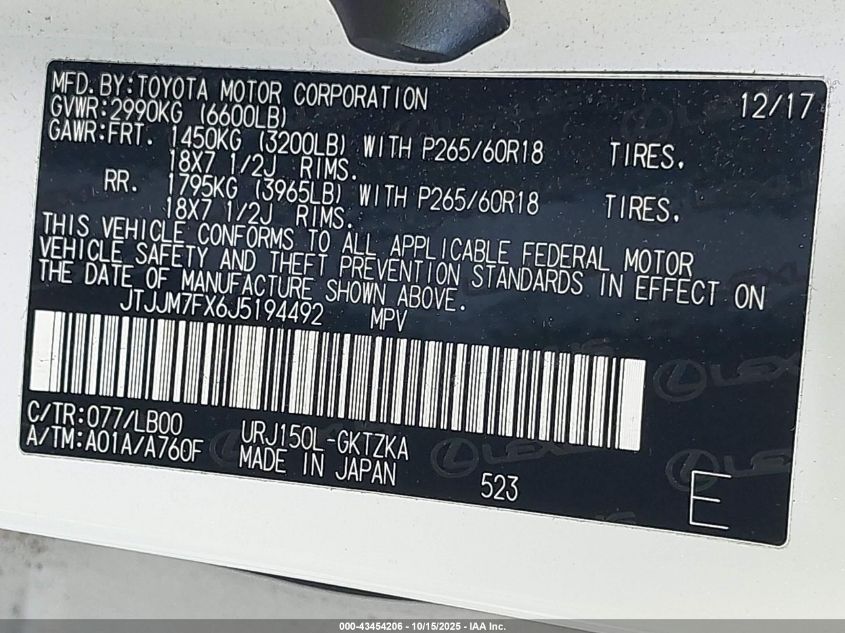 MFD. BY: TOYOTA MOTOR CORPORATION 12/17
GVWR: 2990KG (6600LB)
GAWR: FRT. 1450KG (3200LB) WITH P265/60R18 TIRES.
18X7 1/2J RIMS.
RR. 1795KG (3965LB) WITH P265/60R18 TIRES.
18X7 1/2J RIMS.
THIS VEHICLE CONFORMS TO ALL APPLICABLE FEDERAL MOTOR
VEHICLE SAFETY AND THEFT PREVENTION STANDARDS IN EFFECT ON
THE DATE OF MANUFACTURE SHOWN ABOVE.
JTJJM7FX6J5194492 MPV
C/TR: 077/LB00 URJ150L-GKTZKA
A/TM: A01A/A760F MADE IN JAPAN 523 E
LEXUS
LEXUS
000-43454206 - 10/15/2025 - IAA Inc.